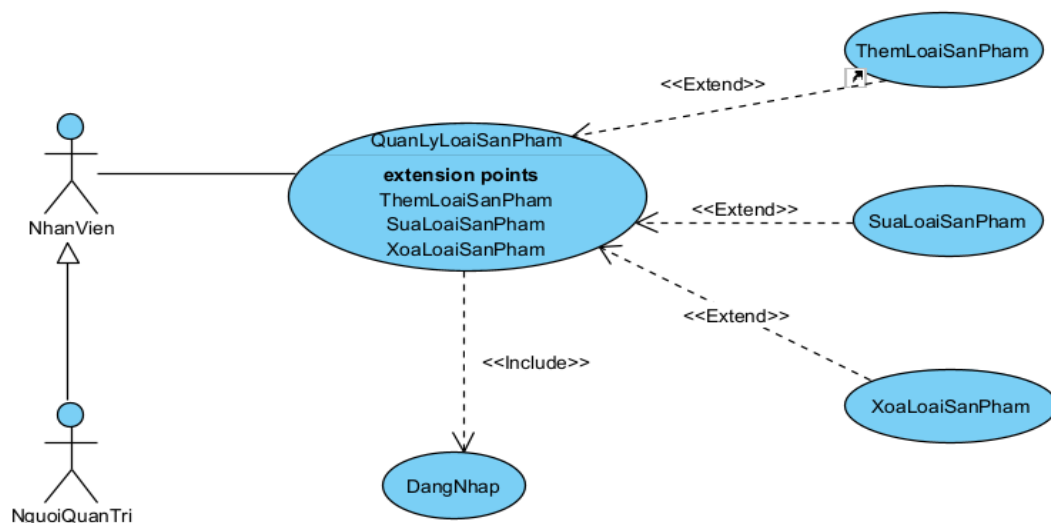 ThemLoaiSanPham
<<Extend>>
QuanLyLoaiSanPham
extension points
ThemLoaiSanPham
SuaLoaiSanPham
XoaLoaiSanPham
NhanVien
<<Extend>>
SuaLoaiSanPham
<<Extend>>
<<Include>>
XoaLoaiSanPham
DangNhap
NguoiQuanTri